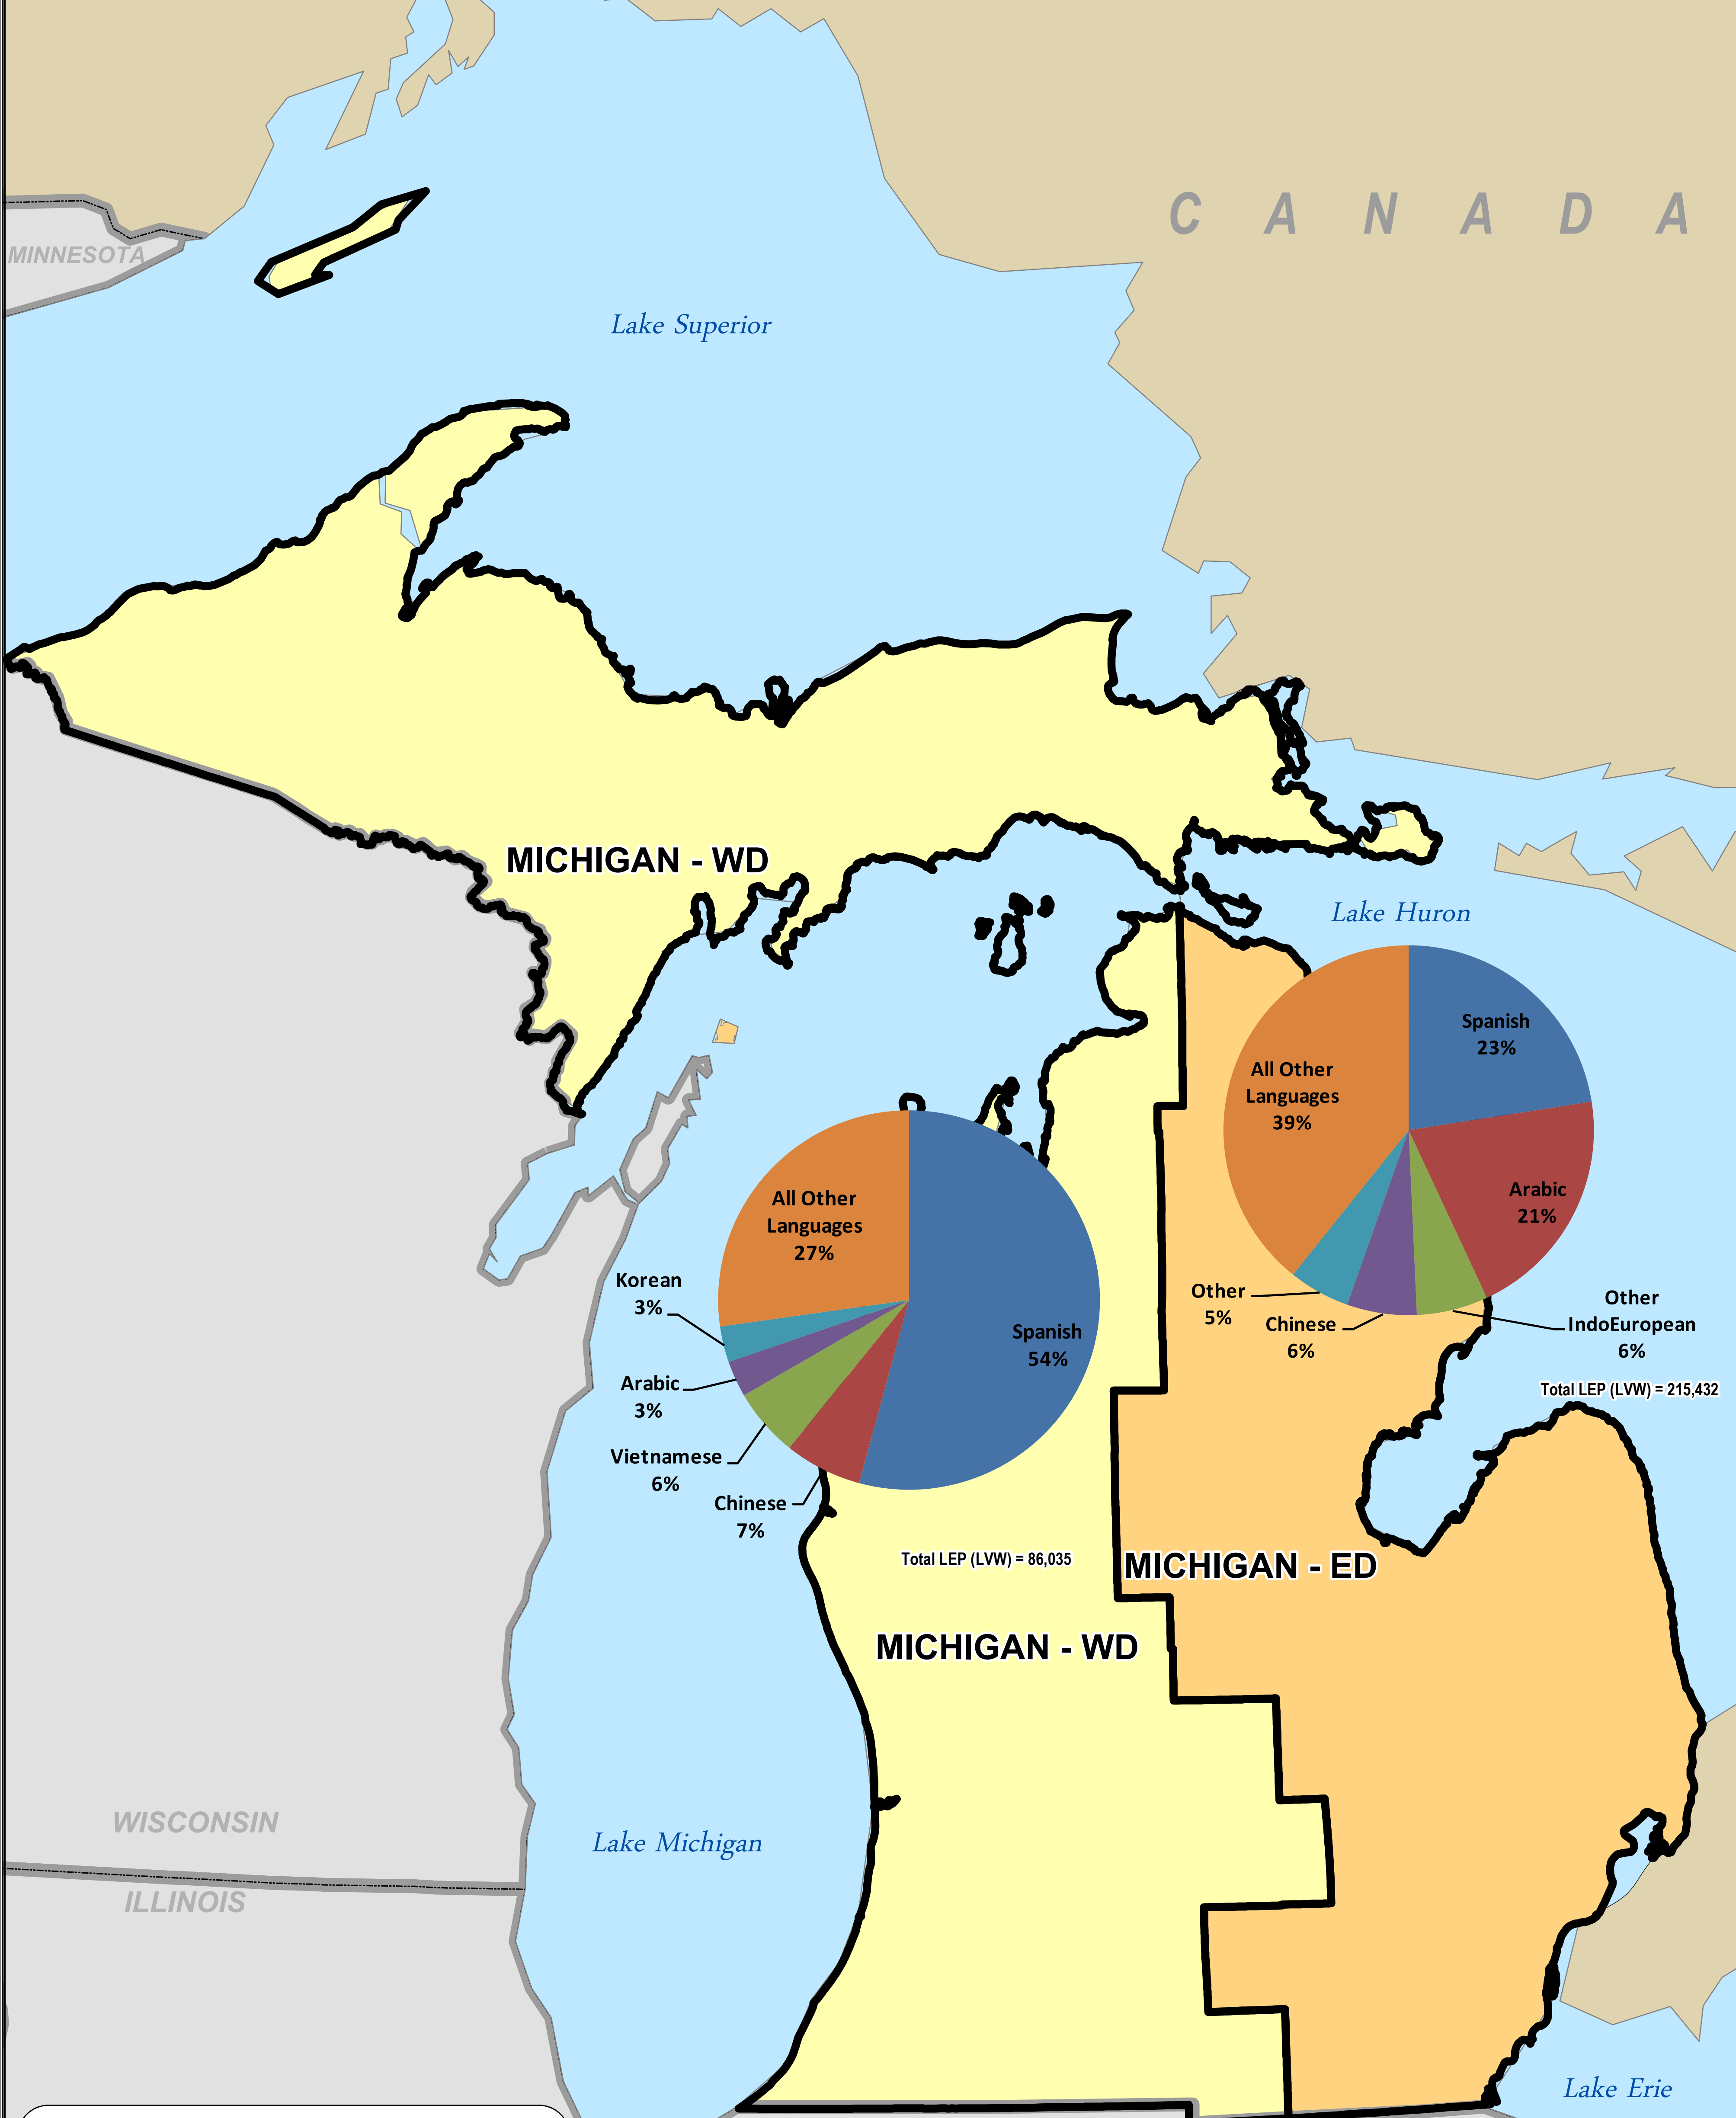 C A N A D A
MINNESOTA
Lake Superior
MICHIGAN - WD
Lake Huron
Spanish
23%
All Other
Languages
39%
Arabic
21%
Other
5%
Chinese
6%
Other
IndoEuropean
6%
Total LEP (LVW) = 215,432
All Other
Languages
27%
Korean
3%
Spanish
54%
Arabic
3%
Vietnamese
6%
Chinese
7%
Total LEP (LVW) = 86,035
MICHIGAN - ED
MICHIGAN - WD
WISCONSIN
Lake Michigan
ILLINOIS
Lake Erie